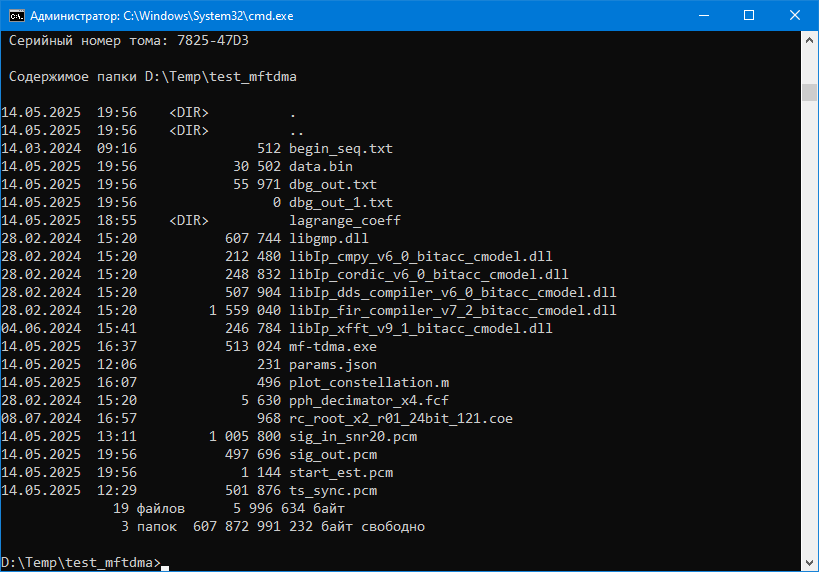 Администратор: C:\Windows\System32\cmd.exe
Серийный номер тома: 7825-47D3
Содержимое папки D:\Temp\test_mftdma
14.05.2025  19:56    <DIR>          .
14.05.2025  19:56    <DIR>          ..
14.03.2024  09:16               512 begin_seq.txt
14.05.2025  19:56            30 502 data.bin
14.05.2025  19:56            55 971 dbg_out.txt
14.05.2025  19:56                 0 dbg_out_1.txt
14.05.2025  18:55    <DIR>          lagrange_coeff
28.02.2024  15:20           607 744 libgmp.dll
28.02.2024  15:20           212 480 libIp_cmpy_v6_0_bitacc_cmodel.dll
28.02.2024  15:20           248 832 libIp_cordic_v6_0_bitacc_cmodel.dll
28.02.2024  15:20           507 904 libIp_dds_compiler_v6_0_bitacc_cmodel.dll
28.02.2024  15:20         1 559 040 libIp_fir_compiler_v7_2_bitacc_cmodel.dll
04.06.2024  15:41           246 784 libIp_xfft_v9_1_bitacc_cmodel.dll
14.05.2025  16:37           513 024 mf-tdma.exe
14.05.2025  12:06               231 params.json
14.05.2025  16:07               496 plot_constellation.m
28.02.2024  15:20             5 630 pph_decimator_x4.fcf
08.07.2024  16:57               968 rc_root_x2_r01_24bit_121.coe
14.05.2025  13:11         1 005 800 sig_in_snr20.pcm
14.05.2025  19:56           497 696 sig_out.pcm
14.05.2025  19:56             1 144 start_est.pcm
14.05.2025  12:29           501 876 ts_sync.pcm
19 файлов      5 996 634 байт
3 папок  607 872 991 232 байт свободно
D:\Temp\test_mftdma>